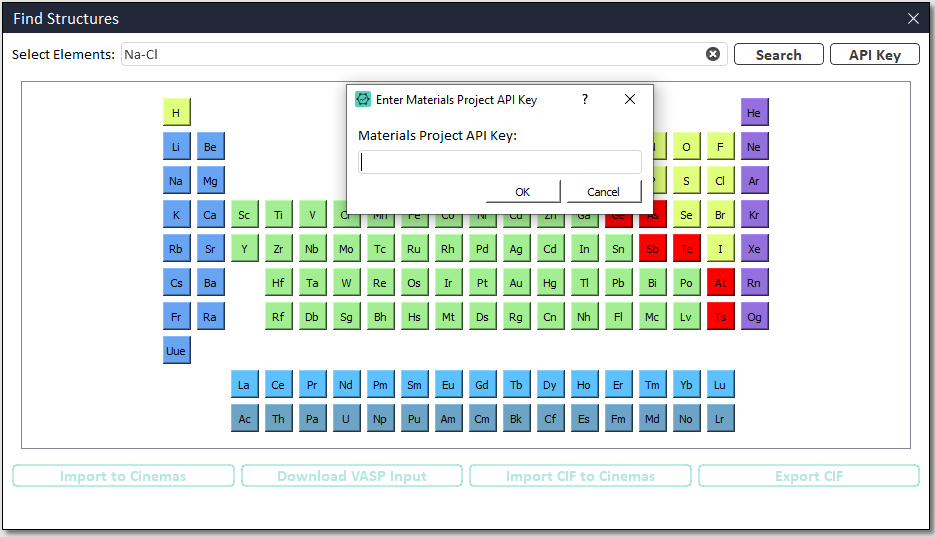 Find Structures
Select Elements: Na-Cl Search API Key
Enter Materials Project API Key ?
Materials Project API Key:
OK Cancel
H He
Li Be O F Ne
Na Mg S Cl Ar
K Ca Sc Ti V Cr Mn Fe Co Ni Cu Zn Ga Ge As Se Br Kr
Rb Sr Y Zr Nb Mo Tc Ru Rh Pd Ag Cd In Sn Sb Te I Xe
Cs Ba Hf Ta W Re Os Ir Pt Au Hg Tl Pb Bi Po At Rn
Fr Ra Rf Db Sg Bh Hs Mt Ds Rg Cn Nh Fl Mc Lv Ts Og
Uue
La Ce Pr Nd Pm Sm Eu Gd Tb Dy Ho Er Tm Yb Lu
Ac Th Pa U Np Pu Am Cm Bk Cf Es Fm Md No Lr
Import to Cinemas Download VASP Input Import CIF to Cinemas Export CIF